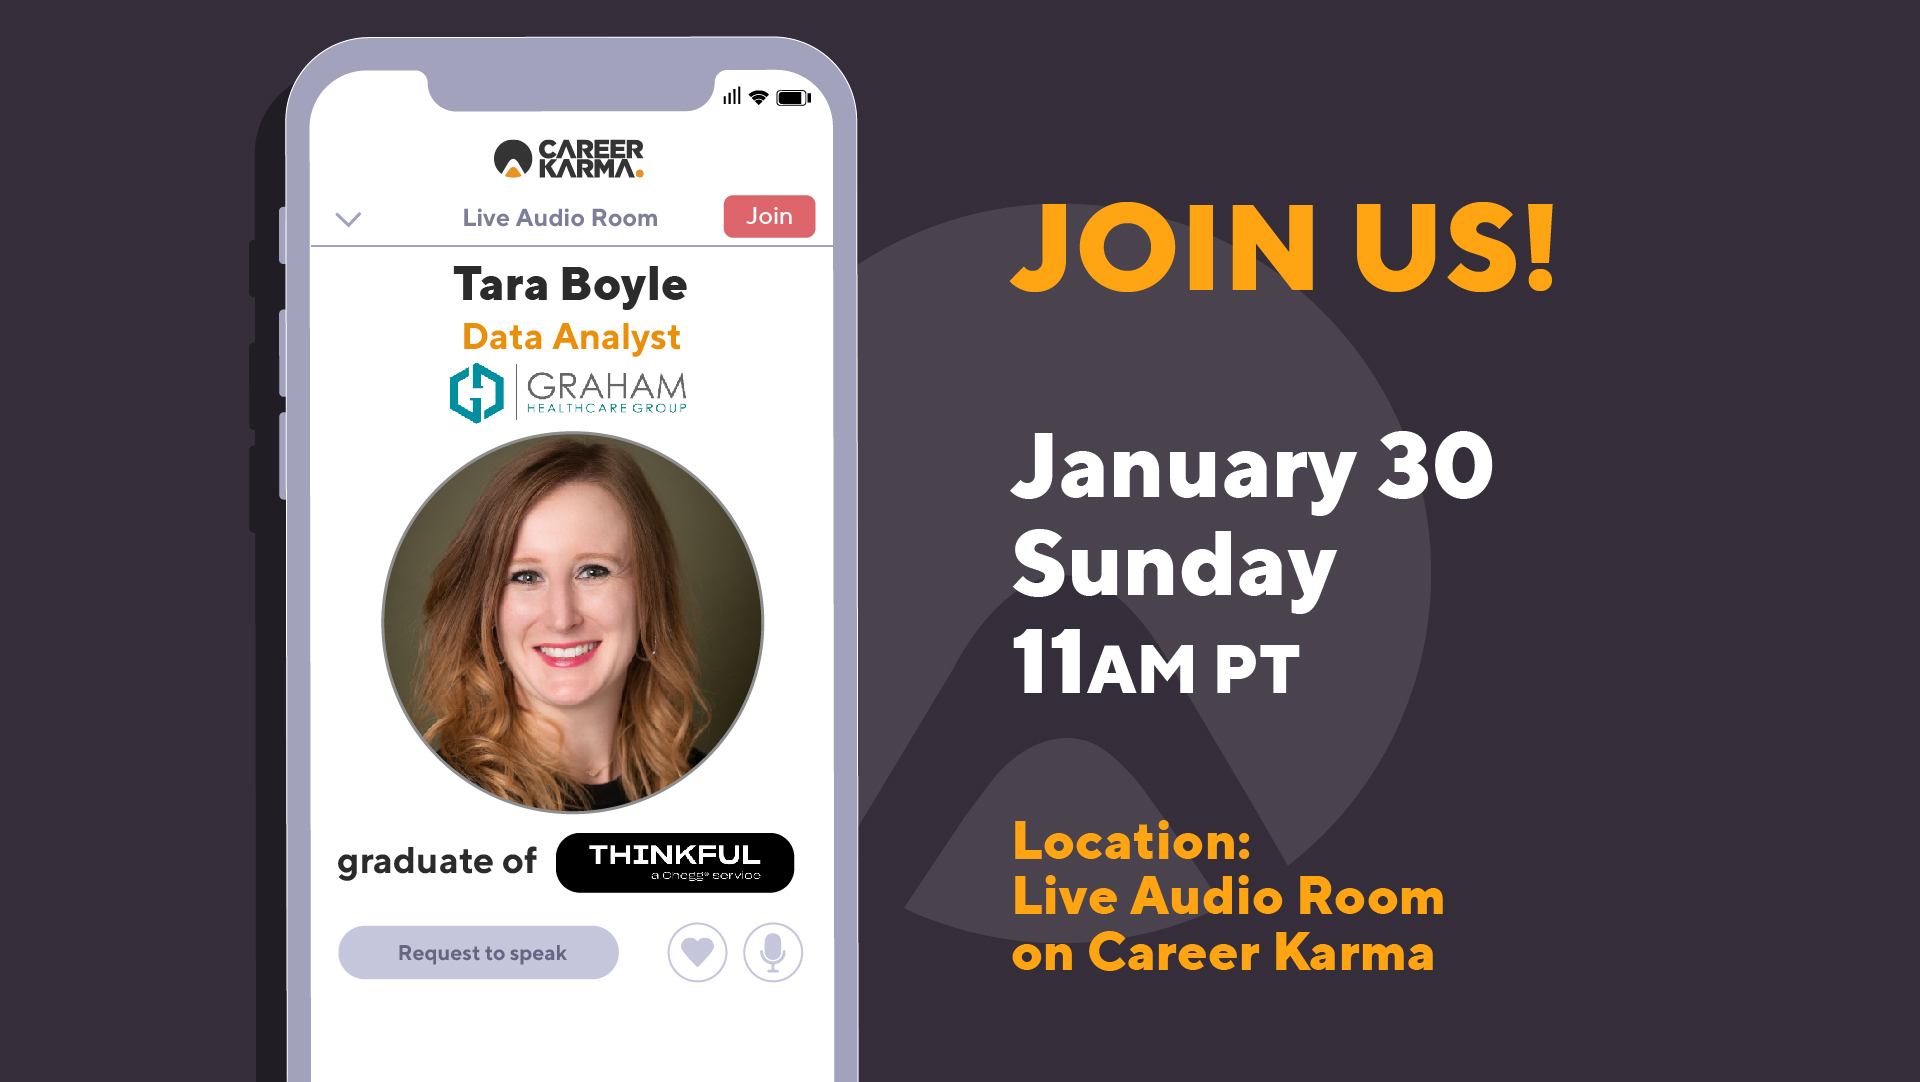 CAREER
KARMA.
Live Audio Room
Join
Tara Boyle
Data Analyst
GRAHAM
HEALTHCARE GROUP
graduate of
THINKFUL
a Chegg® service
Request to speak
JOIN US!
January 30
Sunday
11AM PT
Location:
Live Audio Room
on Career Karma